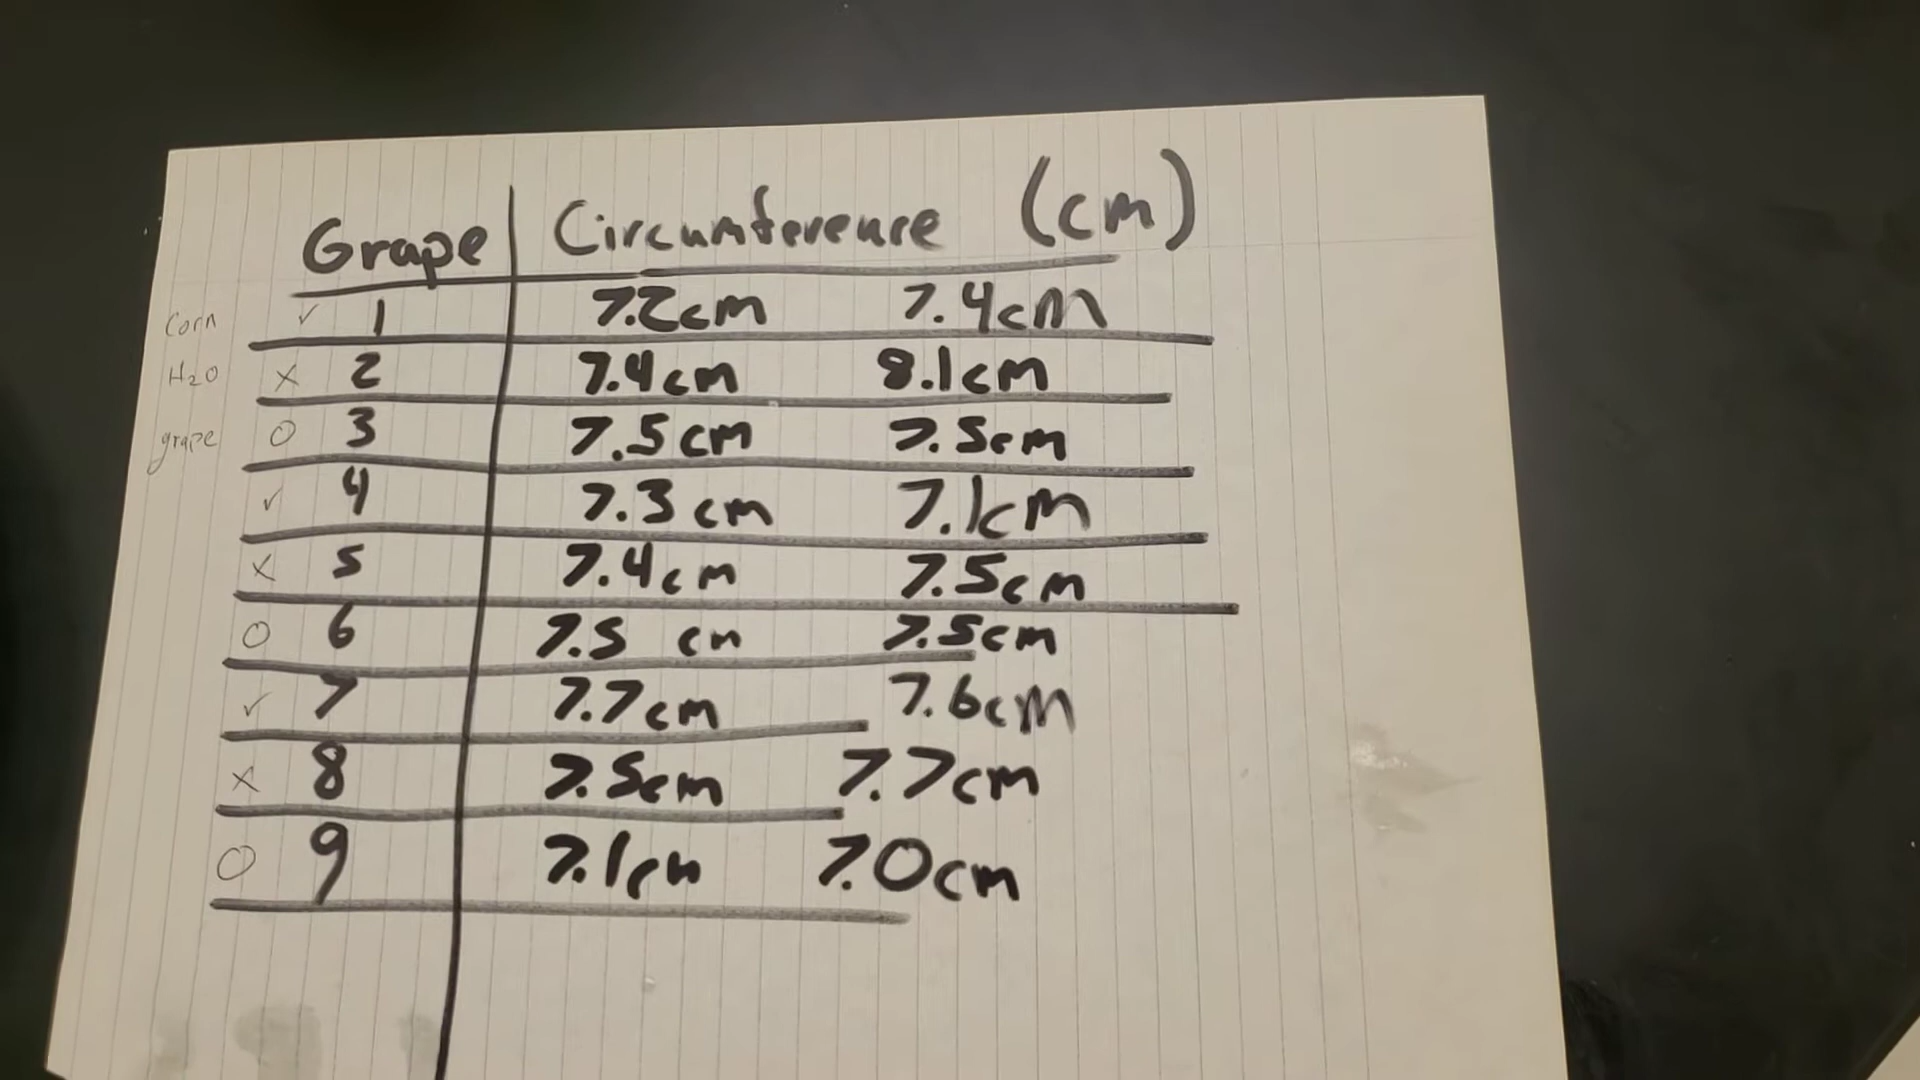 Grape Circumference (cm)
Corn ✓ 1 7.2cm 7.4cm
H2O x 2 7.4cm 8.1cm
grape O 3 7.5cm 7.5cm
✓ 4 7.3cm 7.1cm
x 5 7.4cm 7.5cm
O 6 7.5 cm 7.5cm
✓ 7 7.7cm 7.6cm
x 8 7.5cm 7.7cm
O 9 7.1cm 7.0cm